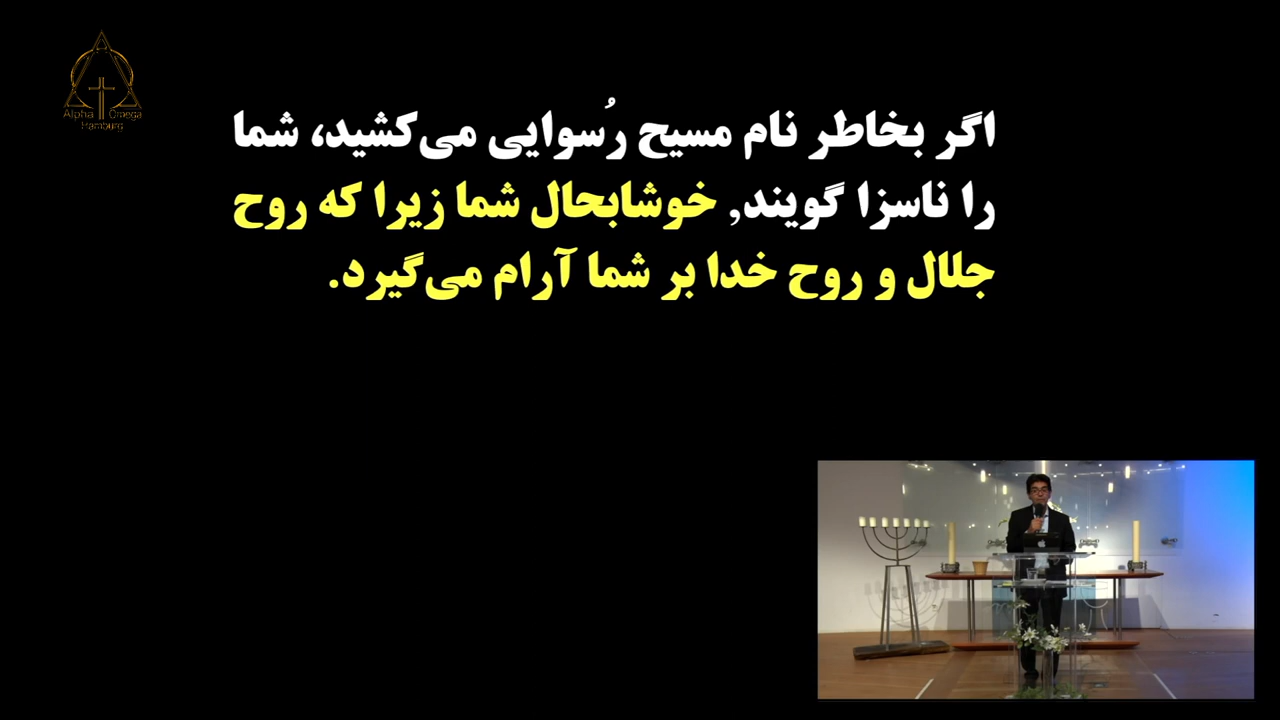 Alpha Omega
Hamburg
اگر بخاطر نام مسیح رُسوایی می‌کشید، شما
را ناسزا گویند, خوشابحال شما زیرا که روح
جلال و روح خدا بر شما آرام می‌گیرد.